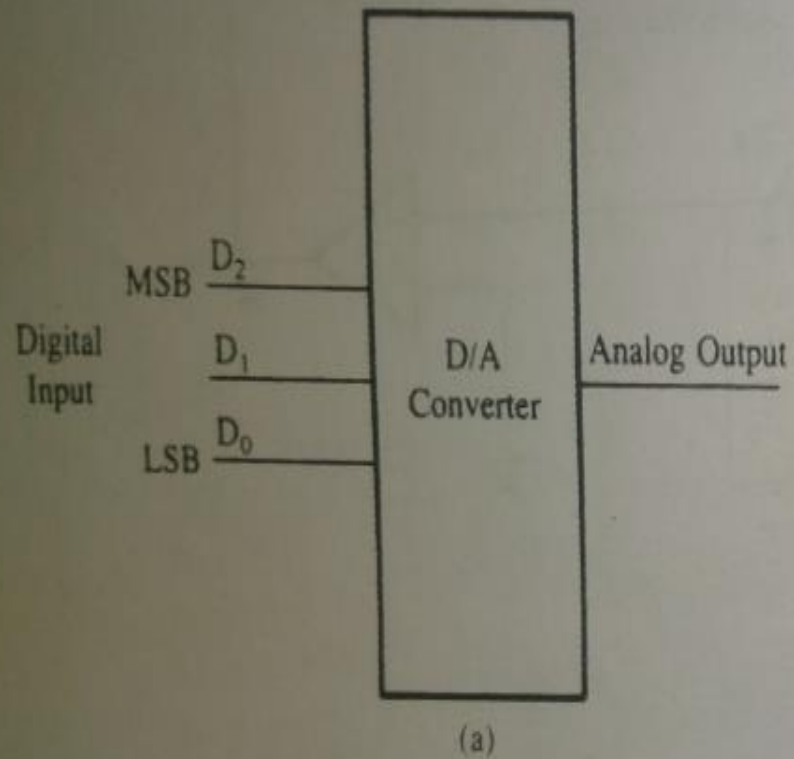 MSB D₂
Digital Input
D₁
LSB D₀
D/A
Converter
Analog Output
(a)